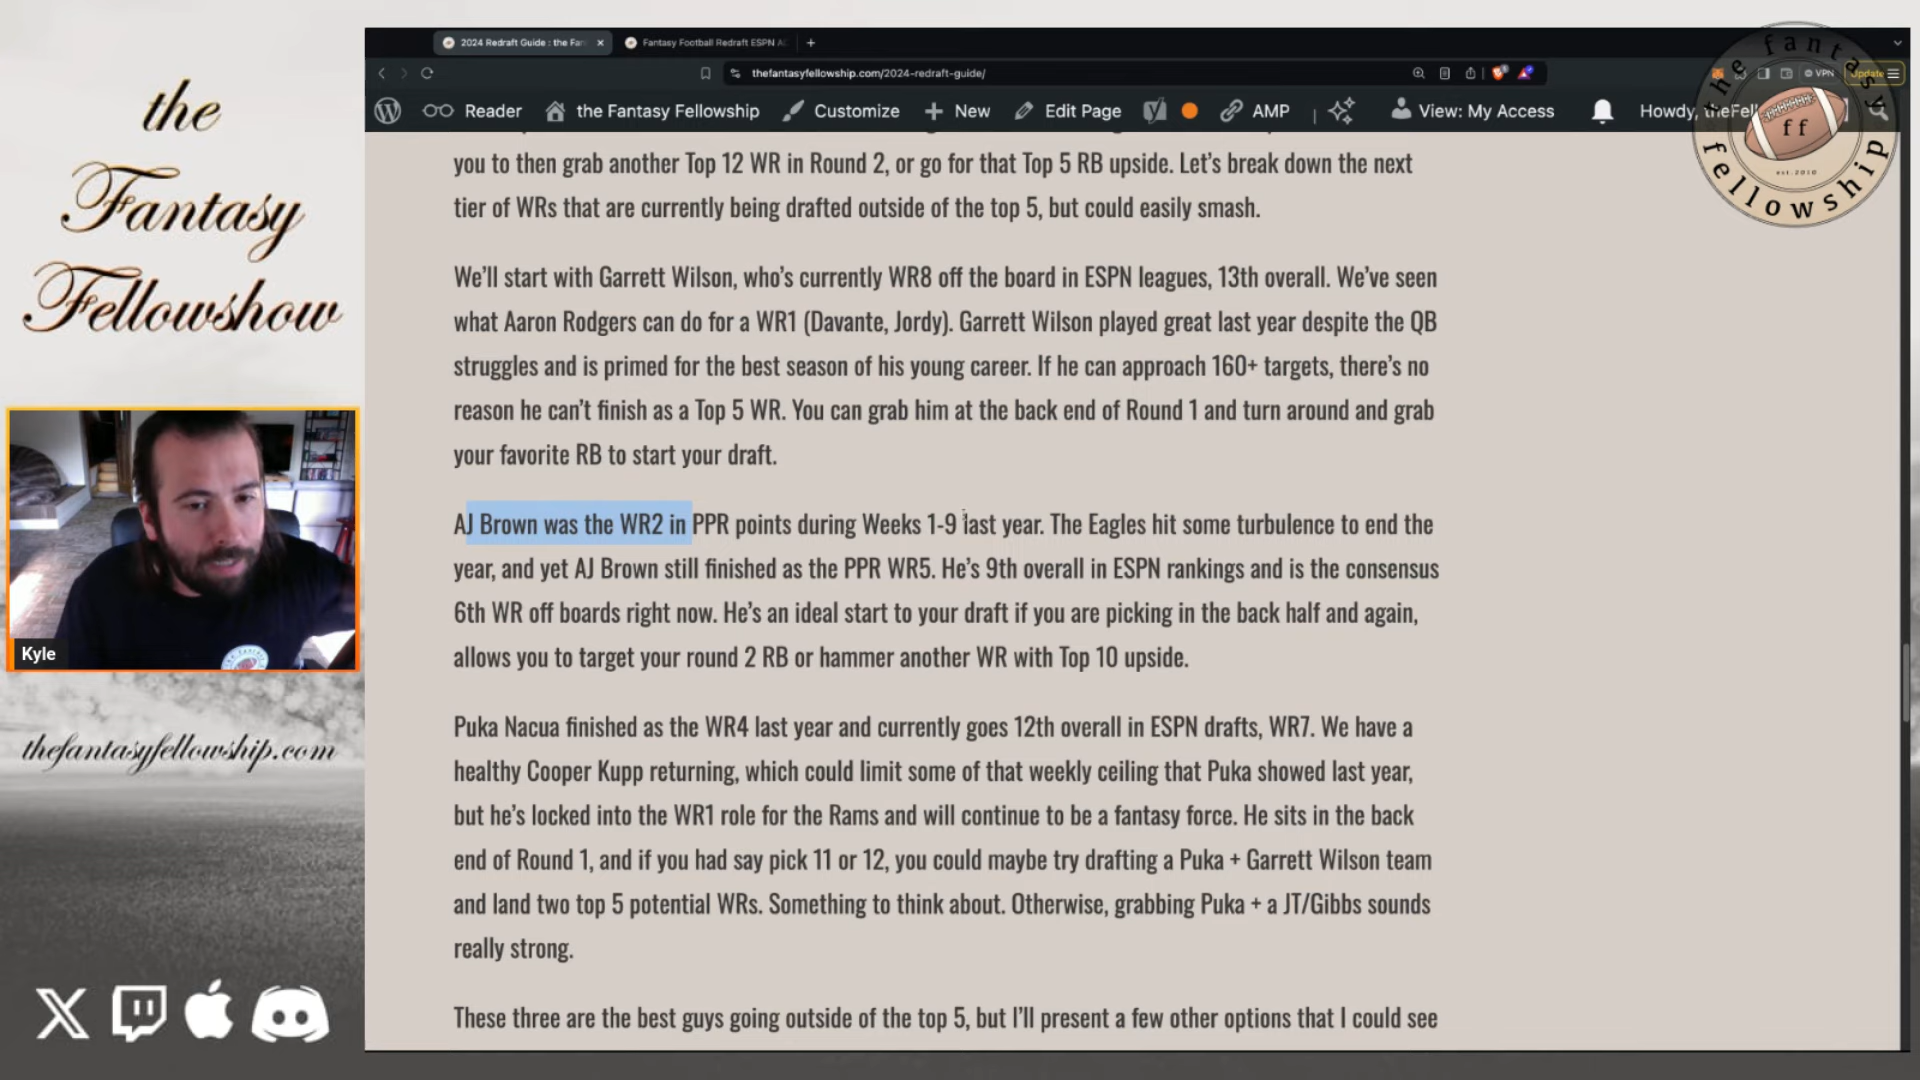 the
Fantasy
Fellowshow
Kyle
thefantasyfellowship.com
2024 Redraft Guide : the Fan
Fantasy Football Redraft ESPN A
thefantasyfellowship.com/2024-redraft-guide/
VPN
Update
Reader
the Fantasy Fellowship
Customize
New
Edit Page
AMP
View: My Access
Howdy, theFell
the fantasy fellowship
ff
est. 2010
you to then grab another Top 12 WR in Round 2, or go for that Top 5 RB upside. Let’s break down the next
tier of WRs that are currently being drafted outside of the top 5, but could easily smash.
We’ll start with Garrett Wilson, who’s currently WR8 off the board in ESPN leagues, 13th overall. We’ve seen
what Aaron Rodgers can do for a WR1 (Davante, Jordy). Garrett Wilson played great last year despite the QB
struggles and is primed for the best season of his young career. If he can approach 160+ targets, there’s no
reason he can’t finish as a Top 5 WR. You can grab him at the back end of Round 1 and turn around and grab
your favorite RB to start your draft.
AJ Brown was the WR2 in PPR points during Weeks 1-9 last year. The Eagles hit some turbulence to end the
year, and yet AJ Brown still finished as the PPR WR5. He’s 9th overall in ESPN rankings and is the consensus
6th WR off boards right now. He’s an ideal start to your draft if you are picking in the back half and again,
allows you to target your round 2 RB or hammer another WR with Top 10 upside.
Puka Nacua finished as the WR4 last year and currently goes 12th overall in ESPN drafts, WR7. We have a
healthy Cooper Kupp returning, which could limit some of that weekly ceiling that Puka showed last year,
but he’s locked into the WR1 role for the Rams and will continue to be a fantasy force. He sits in the back
end of Round 1, and if you had say pick 11 or 12, you could maybe try drafting a Puka + Garrett Wilson team
and land two top 5 potential WRs. Something to think about. Otherwise, grabbing Puka + a JT/Gibbs sounds
really strong.
These three are the best guys going outside of the top 5, but I’ll present a few other options that I could see